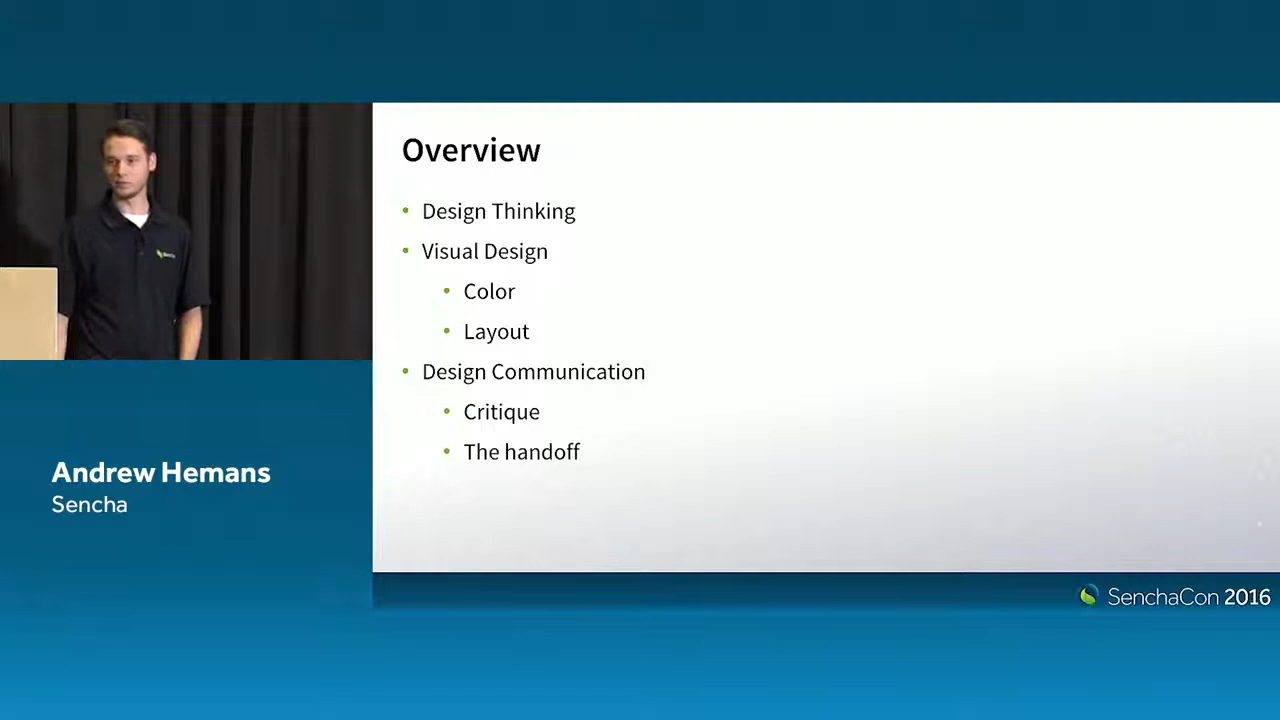 Overview
• Design Thinking
• Visual Design
• Color
• Layout
• Design Communication
• Critique
• The handoff
Andrew Hemans
Sencha
SenchaCon 2016